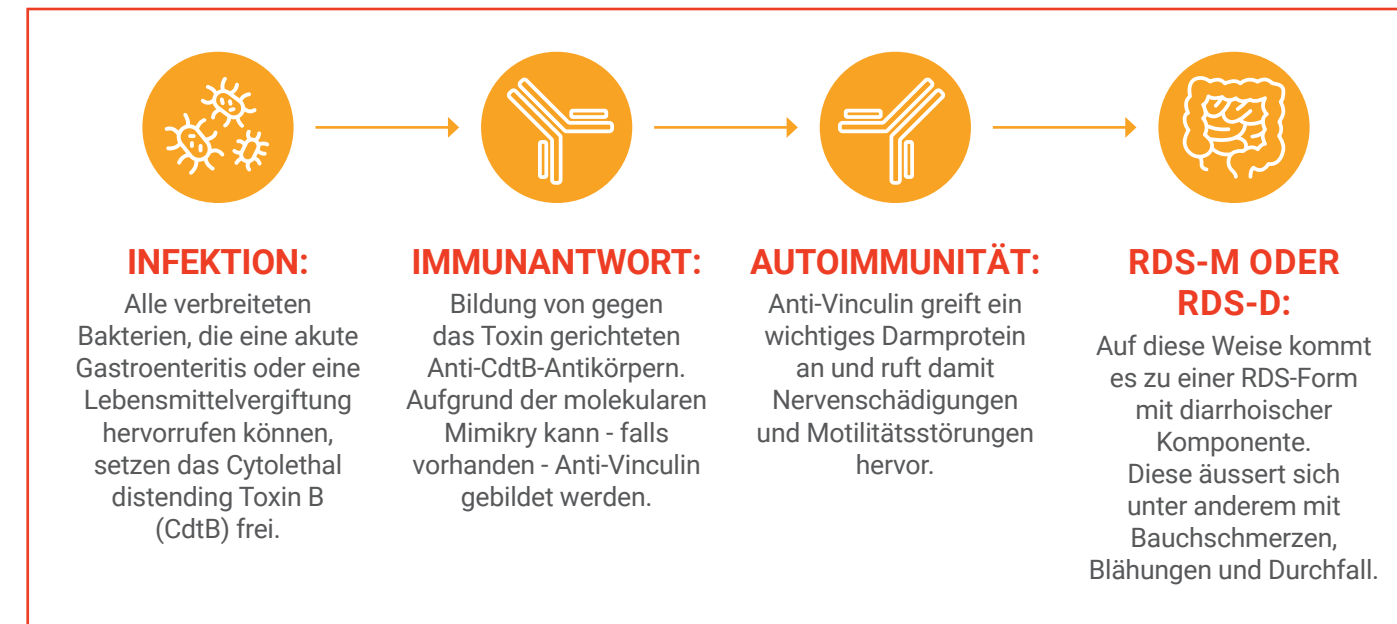 INFEKTION:
Alle verbreiteten
Bakterien, die eine akute
Gastroenteritis oder eine
Lebensmittelvergiftung
hervorrufen können,
setzen das Cytolethal
distending Toxin B
(CdtB) frei.
IMMUNANTWORT:
Bildung von gegen
das Toxin gerichteten
Anti-CdtB-Antikörpern.
Aufgrund der molekularen
Mimikry kann - falls
vorhanden - Anti-Vinculin
gebildet werden.
AUTOIMMUNITÄT:
Anti-Vinculin greift ein
wichtiges Darmprotein
an und ruft damit
Nervenschädigungen
und Motilitätsstörungen
hervor.
RDS-M ODER
RDS-D:
Auf diese Weise kommt
es zu einer RDS-Form
mit diarrhoischer
Komponente.
Diese äussert sich
unter anderem mit
Bauchschmerzen,
Blähungen und Durchfall.